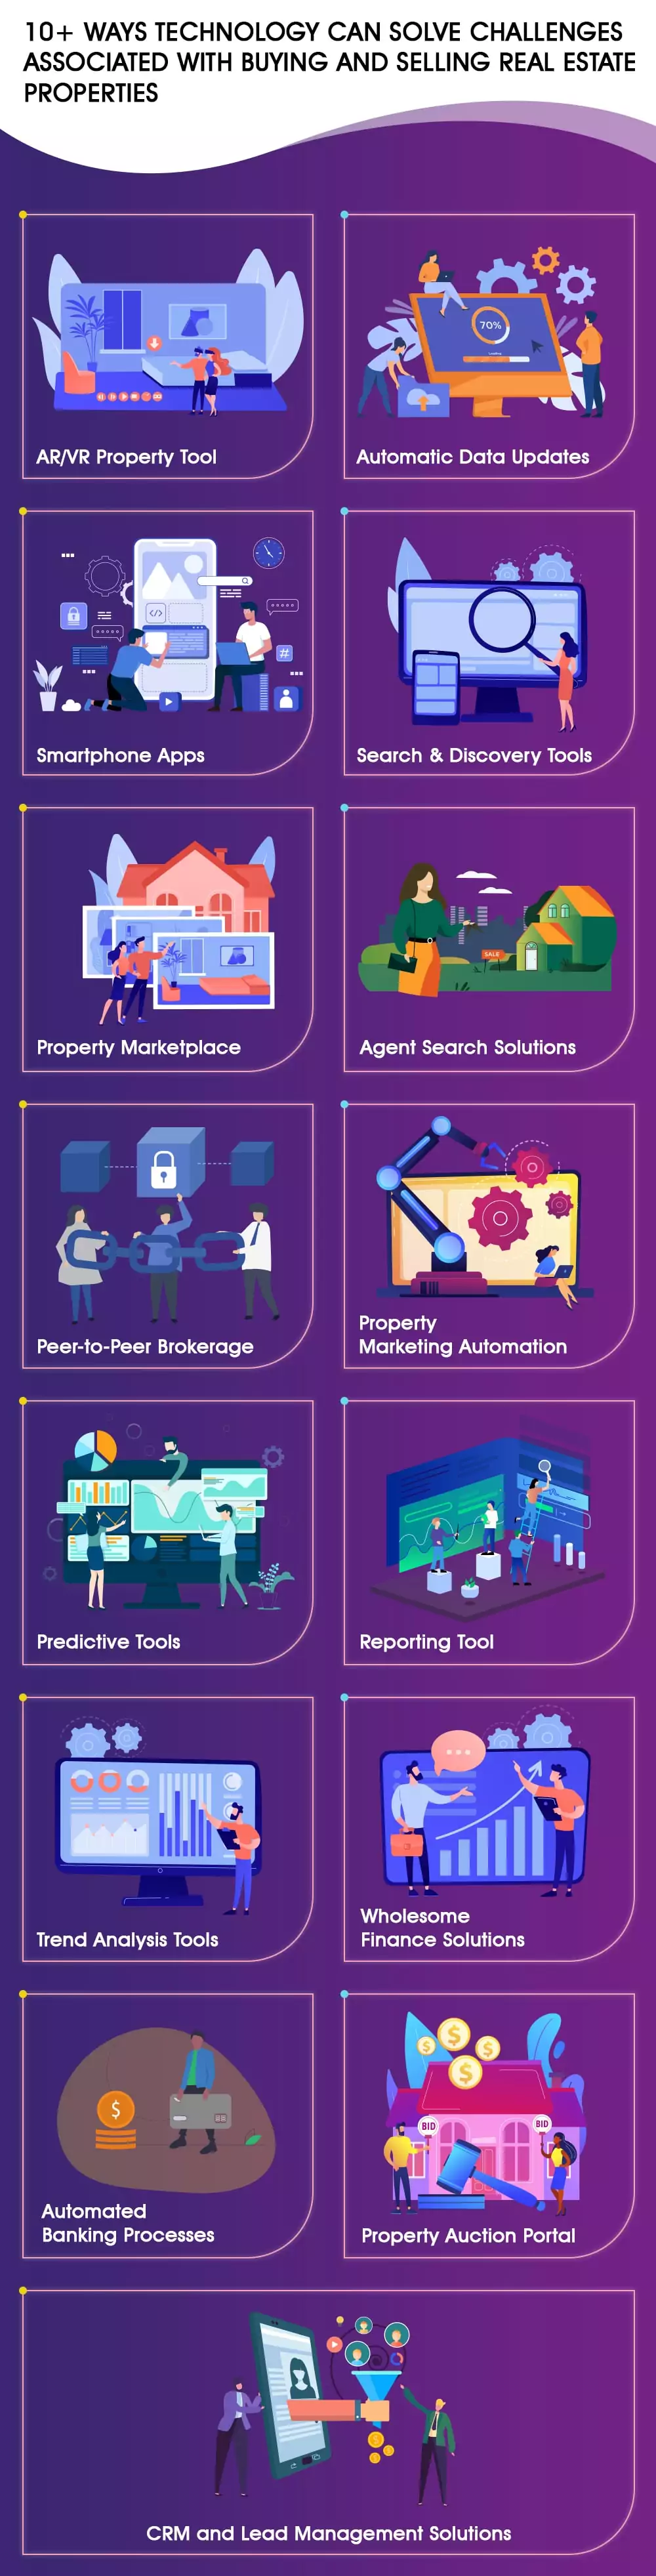 10+ WAYS TECHNOLOGY CAN SOLVE CHALLENGES
ASSOCIATED WITH BUYING AND SELLING REAL ESTATE
PROPERTIES
70%
Loading
AR/VR Property Tool
Automatic Data Updates
</>
#
Smartphone Apps
Search & Discovery Tools
SALE
Property Marketplace
Agent Search Solutions
Peer-to-Peer Brokerage
Property
Marketing Automation
Predictive Tools
Reporting Tool
Trend Analysis Tools
Wholesome
Finance Solutions
$
$
$
$
$
BID
BID
Automated
Banking Processes
Property Auction Portal
CRM and Lead Management Solutions